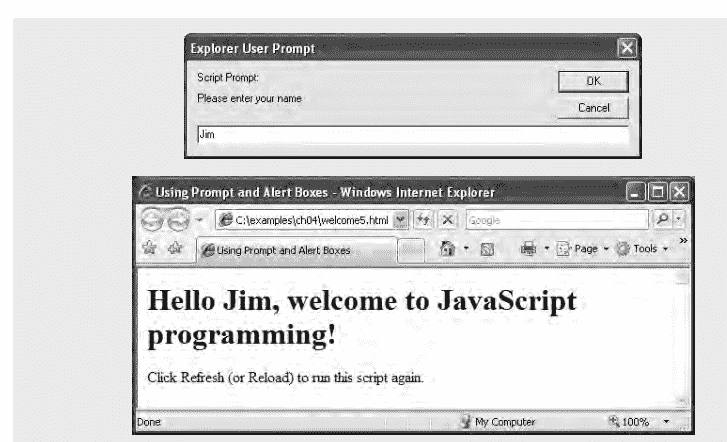 Explorer User Prompt
Script Prompt:
OK
Please enter your name
Cancel
Jim
Using Prompt and Alert Boxes - Windows Internet Explorer
C:\examples\ch04\welcome5.html
Google
Using Prompt and Alert Boxes
Page
Tools
»
Hello Jim, welcome to JavaScript
programming!
Click Refresh (or Reload) to run this script again.
Done
My Computer
100%